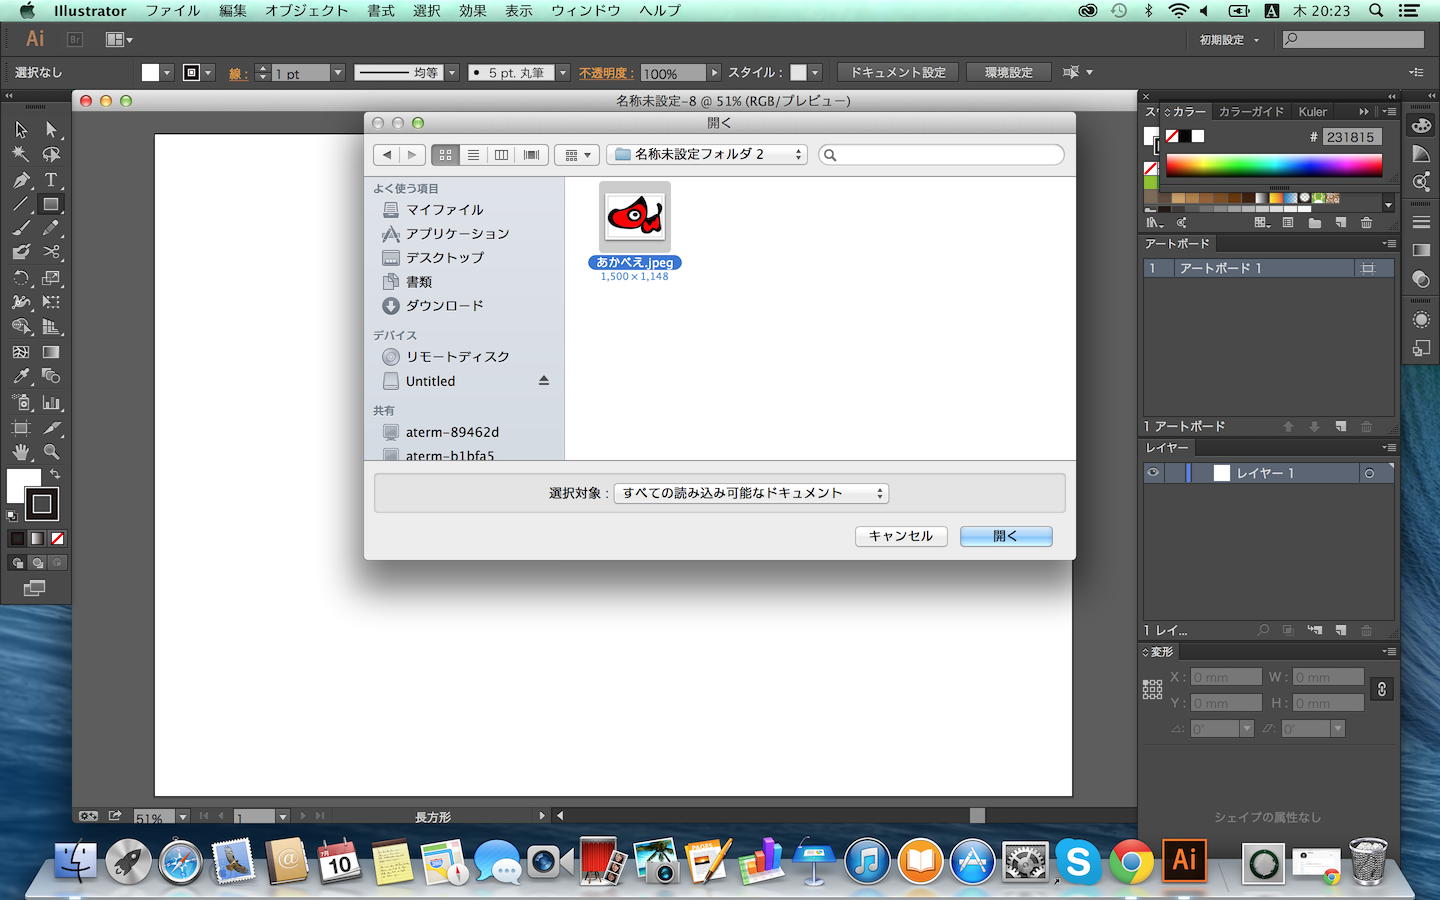 Illustrator ファイル 編集 オブジェクト 書式 選択 効果 表示 ウィンドウ ヘルプ
A 木 20:23
Ai Br
初期設定
選択なし
線 : 1 pt
均等
5 pt. 丸筆
不透明度 : 100%
スタイル :
ドキュメント設定
環境設定
名称未設定-8 @ 51% (RGB/プレビュー)
開く
名称未設定フォルダ 2
よく使う項目
マイファイル
アプリケーション
デスクトップ
書類
ダウンロード
デバイス
リモートディスク
Untitled
共有
aterm-89462d
aterm-b1bfa5
あかべえ.jpeg
1,500×1,148
選択対象 : すべての読み込み可能なドキュメント
キャンセル
開く
カラー カラーガイド Kuler
# 231815
アートボード
1 アートボード 1
1 アートボード
レイヤー
レイヤー 1
1 レイ...
変形
X : 0 mm W : 0 mm
Y : 0 mm H : 0 mm
0° 0°
シェイプの属性なし
51% 1 長方形
10
PAGES
S
Ai